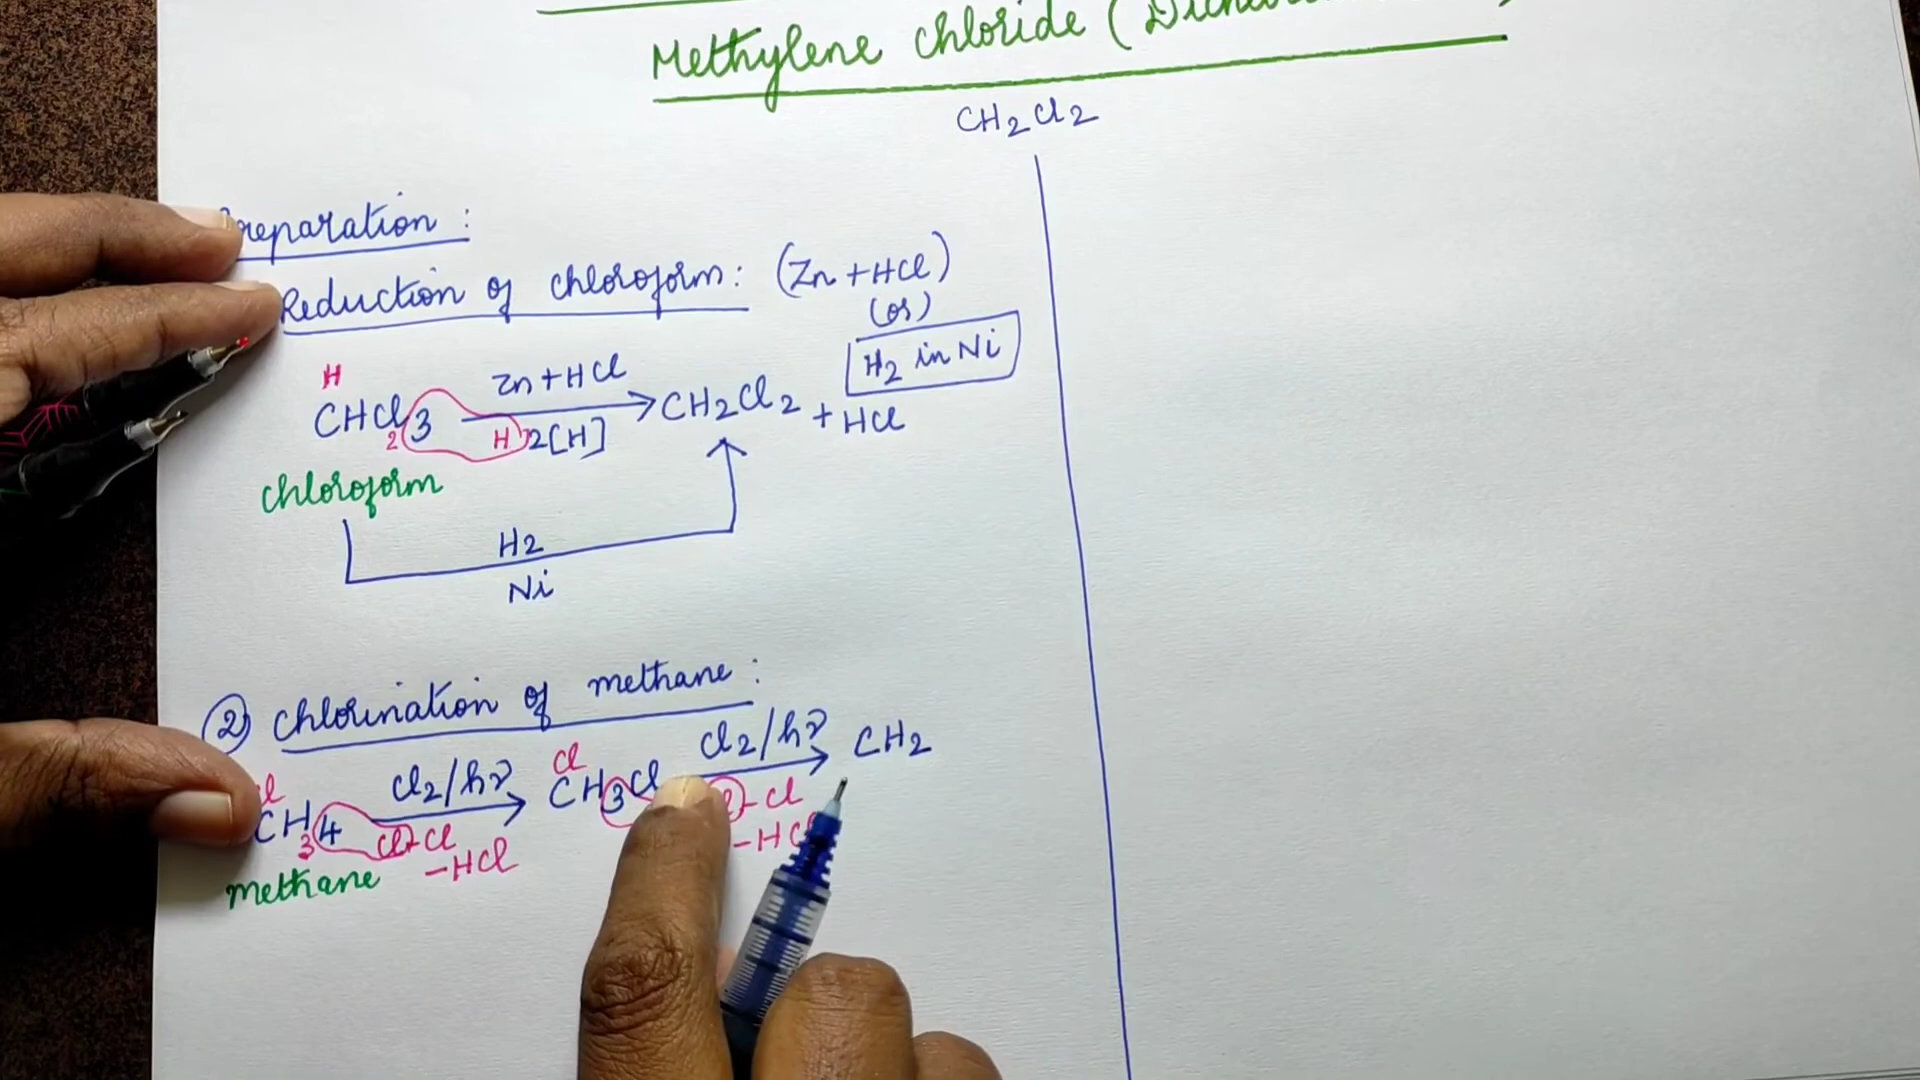 Methylene chloride (
CH2Cl2
Preparation :
Reduction of chloroform : (Zn + HCl)
(or)
H2 in Ni
H
CHCl3 Zn + HCl CH2Cl2 + HCl
2 H 2[H]
chloroform
H2
Ni
② Chlorination of methane :
Cl Cl2/hν Cl Cl2/hν
CH4 CH3Cl CH2
3 Cl-Cl -Cl
-HCl -HCl
methane